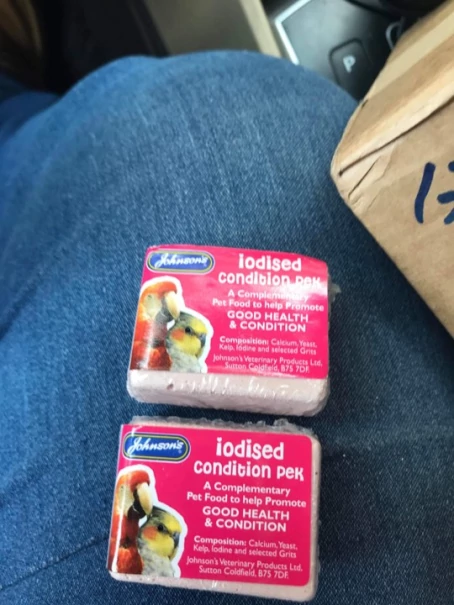 Johnson's
iodised
condition pek
A Complementary
Pet Food to help Promote
GOOD HEALTH
& CONDITION
Composition: Calcium, Yeast,
Kelp, Iodine and selected Grits
Johnson's Veterinary Products Ltd,
Sutton Coldfield, B75 7DF.
Johnson's
iodised
condition pek
A Complementary
Pet Food to help Promote
GOOD HEALTH
& CONDITION
Composition: Calcium, Yeast,
Kelp, Iodine and selected Grits
Johnson's Veterinary Products Ltd,
Sutton Coldfield, B75 7DF.
P